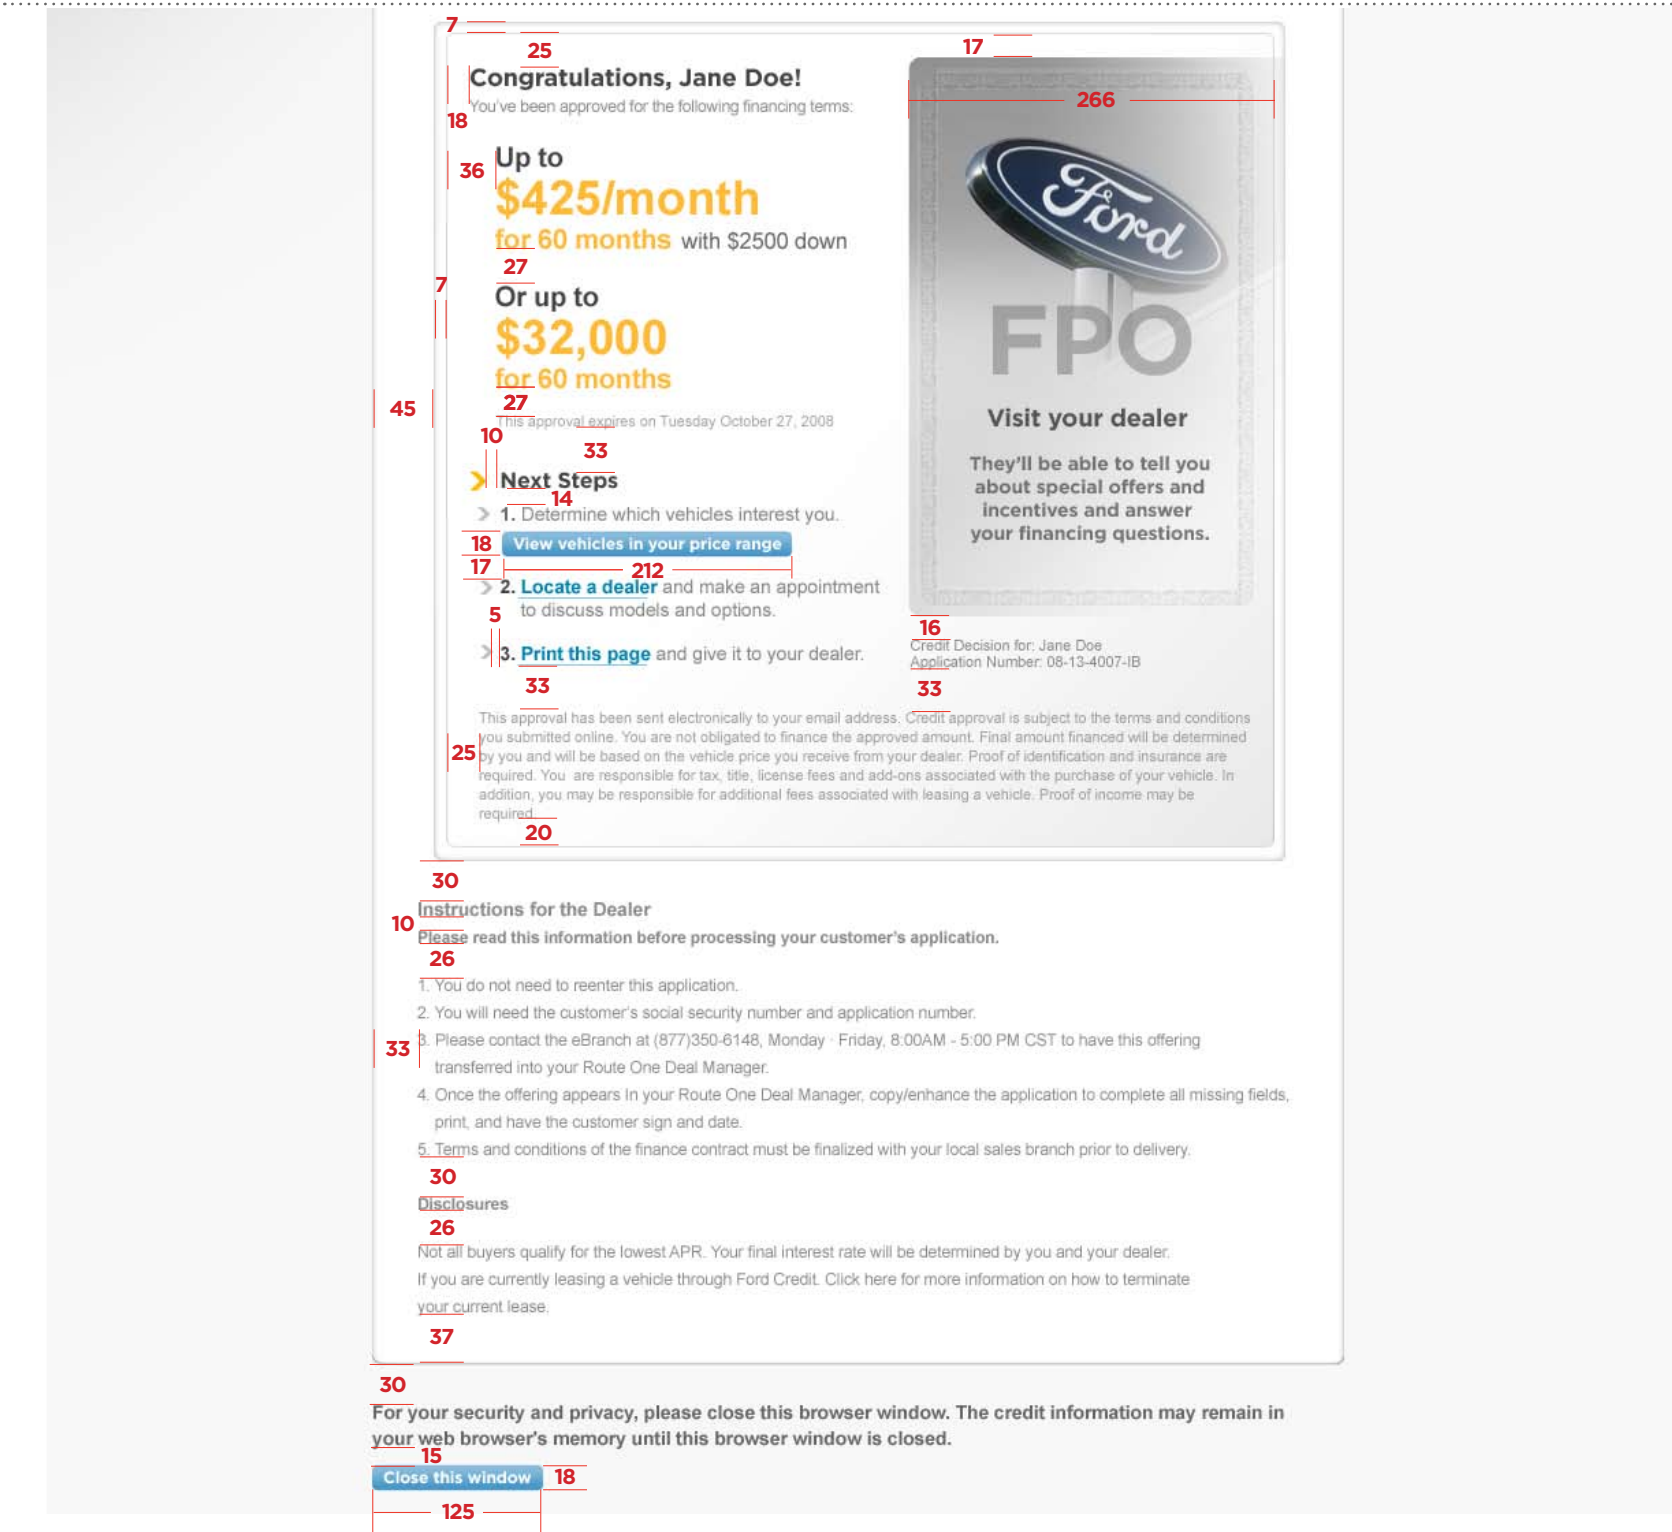 7
25
17
Congratulations, Jane Doe!
You've been approved for the following financing terms:
18
266
36
Up to
$425/month
for 60 months with $2500 down
27
7
Or up to
$32,000
for 60 months
45
27
This approval expires on Tuesday October 27, 2008
10
33
Next Steps
14
1. Determine which vehicles interest you.
18
View vehicles in your price range
17
212
2. Locate a dealer and make an appointment
to discuss models and options.
5
3. Print this page and give it to your dealer.
33
Ford
FPO
Visit your dealer
They'll be able to tell you
about special offers and
incentives and answer
your financing questions.
16
Credit Decision for: Jane Doe
Application Number: 08-13-4007-IB
33
This approval has been sent electronically to your email address. Credit approval is subject to the terms and conditions
you submitted online. You are not obligated to finance the approved amount. Final amount financed will be determined
25
by you and will be based on the vehicle price you receive from your dealer. Proof of identification and insurance are
required. You are responsible for tax, title, license fees and add-ons associated with the purchase of your vehicle. In
addition, you may be responsible for additional fees associated with leasing a vehicle. Proof of income may be
required.
20
30
Instructions for the Dealer
10
Please read this information before processing your customer's application.
26
1. You do not need to reenter this application.
2. You will need the customer's social security number and application number.
33
3. Please contact the eBranch at (877)350-6148, Monday - Friday, 8:00AM - 5:00 PM CST to have this offering
transferred into your Route One Deal Manager.
4. Once the offering appears In your Route One Deal Manager, copy/enhance the application to complete all missing fields,
print, and have the customer sign and date.
5. Terms and conditions of the finance contract must be finalized with your local sales branch prior to delivery.
30
Disclosures
26
Not all buyers qualify for the lowest APR. Your final interest rate will be determined by you and your dealer.
If you are currently leasing a vehicle through Ford Credit. Click here for more information on how to terminate
your current lease.
37
30
For your security and privacy, please close this browser window. The credit information may remain in
your web browser's memory until this browser window is closed.
15
Close this window
18
125